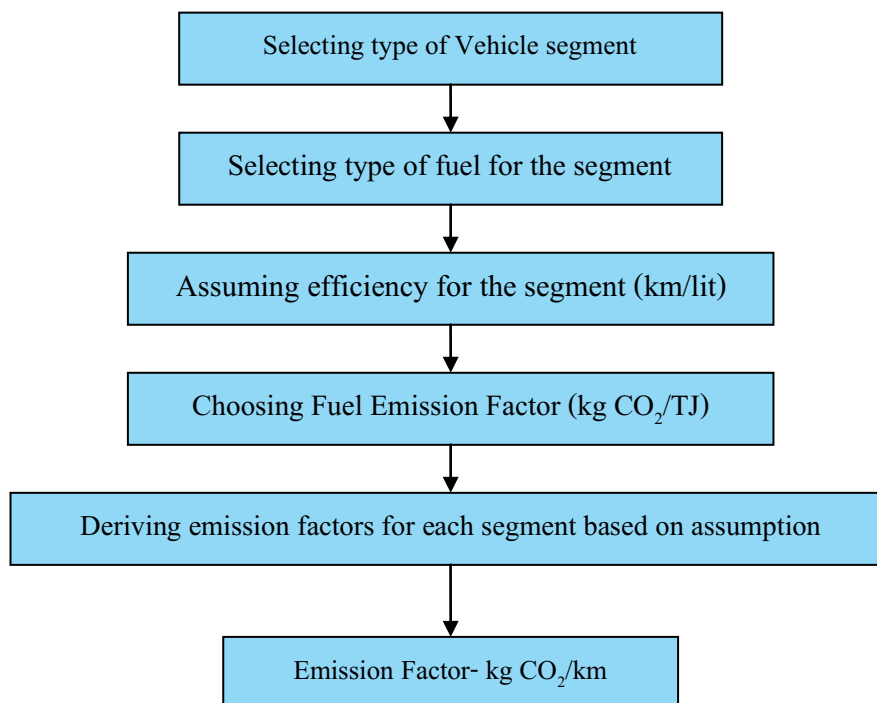 Selecting type of Vehicle segment
Selecting type of fuel for the segment
Assuming efficiency for the segment (km/lit)
Choosing Fuel Emission Factor (kg CO₂/TJ)
Deriving emission factors for each segment based on assumption
Emission Factor- kg CO₂/km